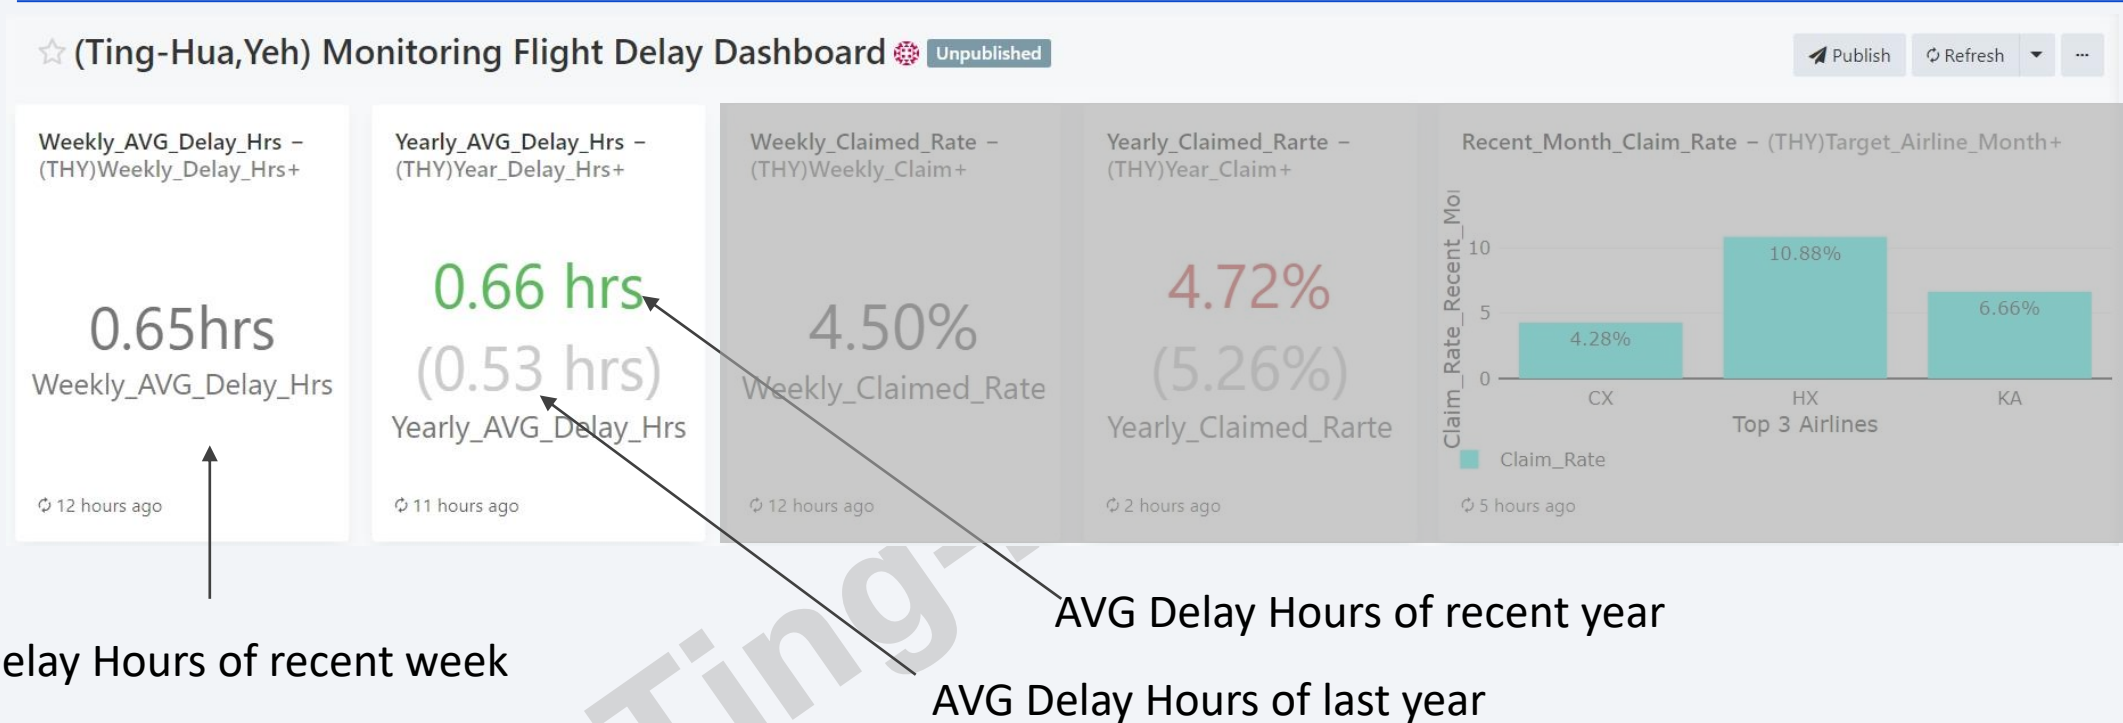 (Ting-Hua,Yeh) Monitoring Flight Delay Dashboard Unpublished
Publish Refresh ...
Weekly_AVG_Delay_Hrs –
(THY)Weekly_Delay_Hrs+
0.65hrs
Weekly_AVG_Delay_Hrs
12 hours ago
Yearly_AVG_Delay_Hrs –
(THY)Year_Delay_Hrs+
0.66 hrs
(0.53 hrs)
Yearly_AVG_Delay_Hrs
11 hours ago
Weekly_Claimed_Rate –
(THY)Weekly_Claim+
4.50%
Weekly_Claimed_Rate
12 hours ago
Yearly_Claimed_Rarte –
(THY)Year_Claim+
4.72%
(5.26%)
Yearly_Claimed_Rarte
2 hours ago
Recent_Month_Claim_Rate – (THY)Target_Airline_Month+
Claim_Rate_Recent_Mo
10
5
0
4.28%
10.88%
6.66%
CX
HX
KA
Top 3 Airlines
Claim_Rate
5 hours ago
AVG Delay Hours of recent year
elay Hours of recent week
AVG Delay Hours of last year
Ting-